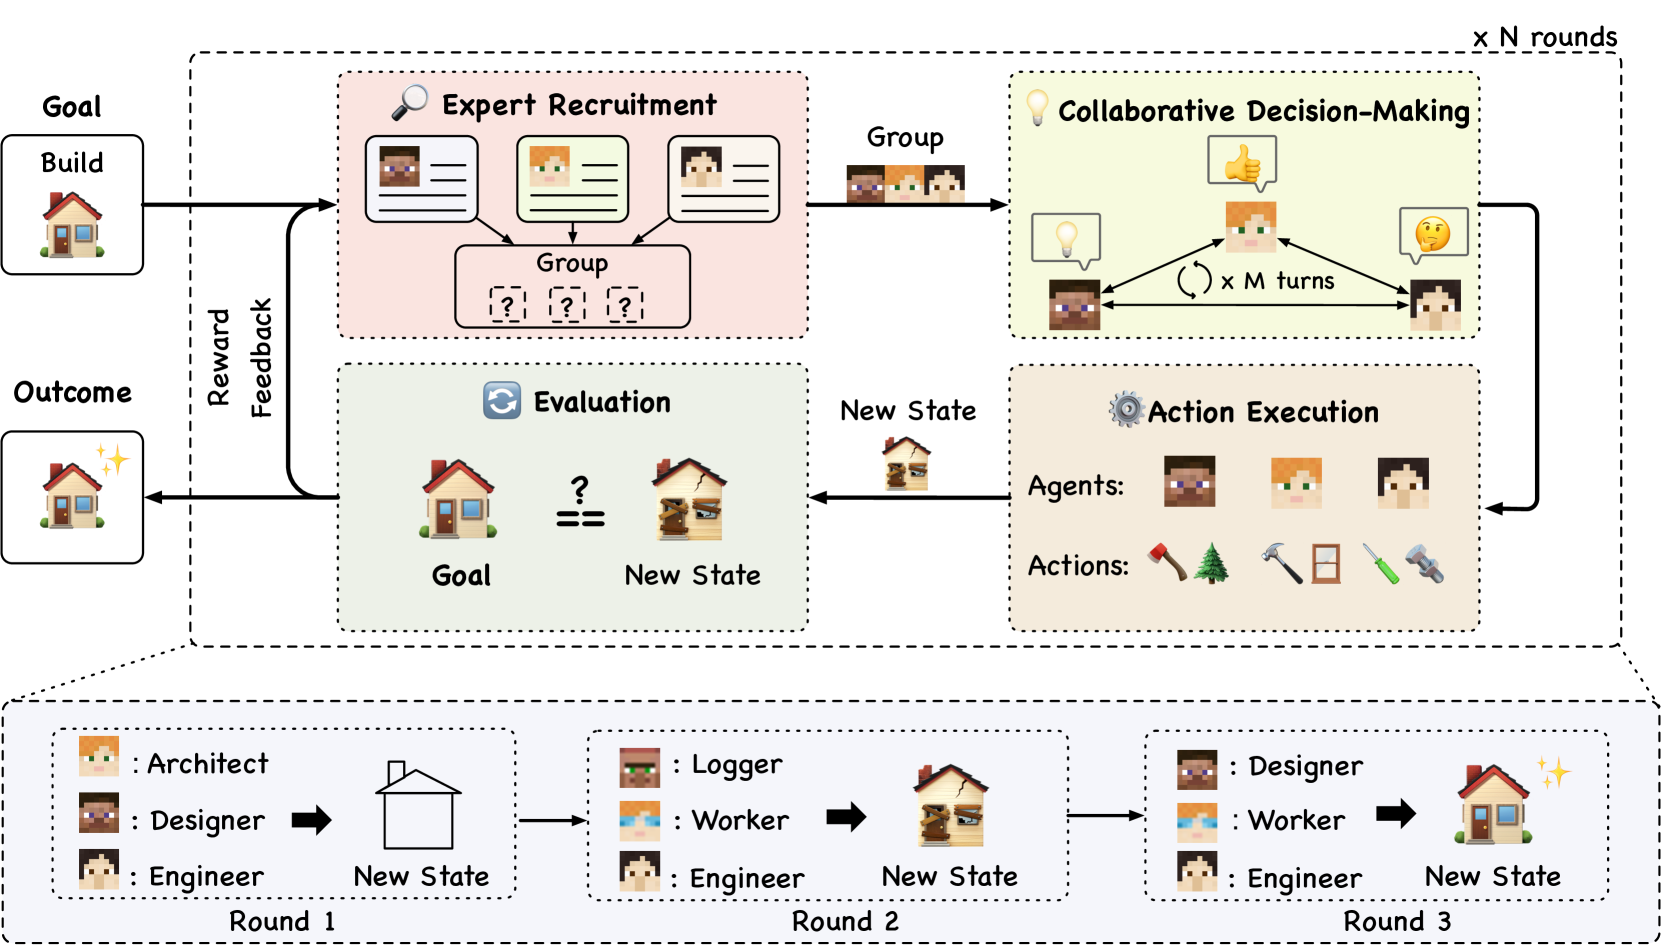 x N rounds
Goal
Build
Expert Recruitment
Group
? ? ?
Group
Collaborative Decision-Making
x M turns
Reward
Feedback
Outcome
Evaluation
?
==
Goal
New State
New State
Action Execution
Agents:
Actions:
: Architect
: Designer
: Engineer
New State
Round 1
: Logger
: Worker
: Engineer
New State
Round 2
: Designer
: Worker
: Engineer
New State
Round 3